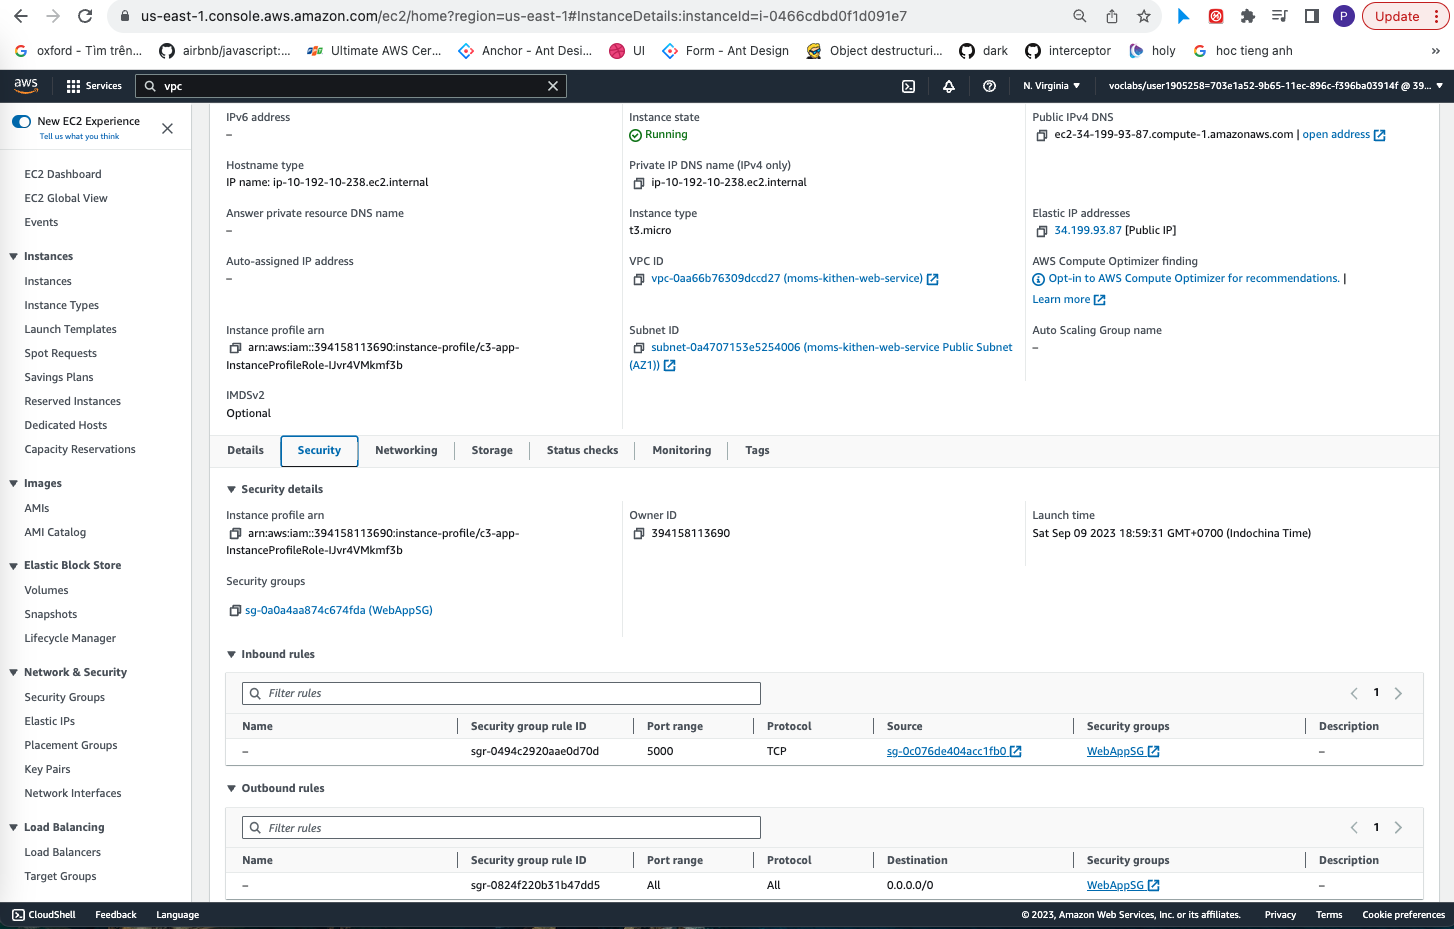 us-east-1.console.aws.amazon.com/ec2/home?region=us-east-1#InstanceDetails:instanceId=i-0466cdbd0f1d091e7
P
Update
oxford - Tìm trên...
airbnb/javascript:...
Ultimate AWS Cer...
Anchor - Ant Desi...
UI
Form - Ant Design
Object destructuri...
dark
interceptor
holy
hoc tieng anh
»
aws
Services
vpc
N. Virginia
voclabs/user1905258=703e1a52-9b65-11ec-896c-f396ba03914f @ 39...
New EC2 Experience
Tell us what you think
EC2 Dashboard
EC2 Global View
Events
Instances
Instances
Instance Types
Launch Templates
Spot Requests
Savings Plans
Reserved Instances
Dedicated Hosts
Capacity Reservations
Images
AMIs
AMI Catalog
Elastic Block Store
Volumes
Snapshots
Lifecycle Manager
Network & Security
Security Groups
Elastic IPs
Placement Groups
Key Pairs
Network Interfaces
Load Balancing
Load Balancers
Target Groups
IPv6 address
–
Instance state
Running
Public IPv4 DNS
ec2-34-199-93-87.compute-1.amazonaws.com | open address
Hostname type
IP name: ip-10-192-10-238.ec2.internal
Private IP DNS name (IPv4 only)
ip-10-192-10-238.ec2.internal
Answer private resource DNS name
–
Instance type
t3.micro
Elastic IP addresses
34.199.93.87 [Public IP]
Auto-assigned IP address
–
VPC ID
vpc-0aa66b76309dccd27 (moms-kithen-web-service)
AWS Compute Optimizer finding
Opt-in to AWS Compute Optimizer for recommendations. |
Learn more
Instance profile arn
arn:aws:iam::394158113690:instance-profile/c3-app-
InstanceProfileRole-IJvr4VMkmf3b
Subnet ID
subnet-0a4707153e5254006 (moms-kithen-web-service Public Subnet
(AZ1))
Auto Scaling Group name
–
IMDSv2
Optional
Details
Security
Networking
Storage
Status checks
Monitoring
Tags
Security details
Instance profile arn
arn:aws:iam::394158113690:instance-profile/c3-app-
InstanceProfileRole-IJvr4VMkmf3b
Owner ID
394158113690
Launch time
Sat Sep 09 2023 18:59:31 GMT+0700 (Indochina Time)
Security groups
sg-0a0a4aa874c674fda (WebAppSG)
Inbound rules
Filter rules
1
Name Security group rule ID Port range Protocol Source Security groups Description
– sgr-0494c2920aae0d70d 5000 TCP sg-0c076de404acc1fb0 WebAppSG –
Outbound rules
Filter rules
1
Name Security group rule ID Port range Protocol Destination Security groups Description
– sgr-0824f220b31b47dd5 All All 0.0.0.0/0 WebAppSG –
CloudShell
Feedback
Language
© 2023, Amazon Web Services, Inc. or its affiliates.
Privacy
Terms
Cookie preferences